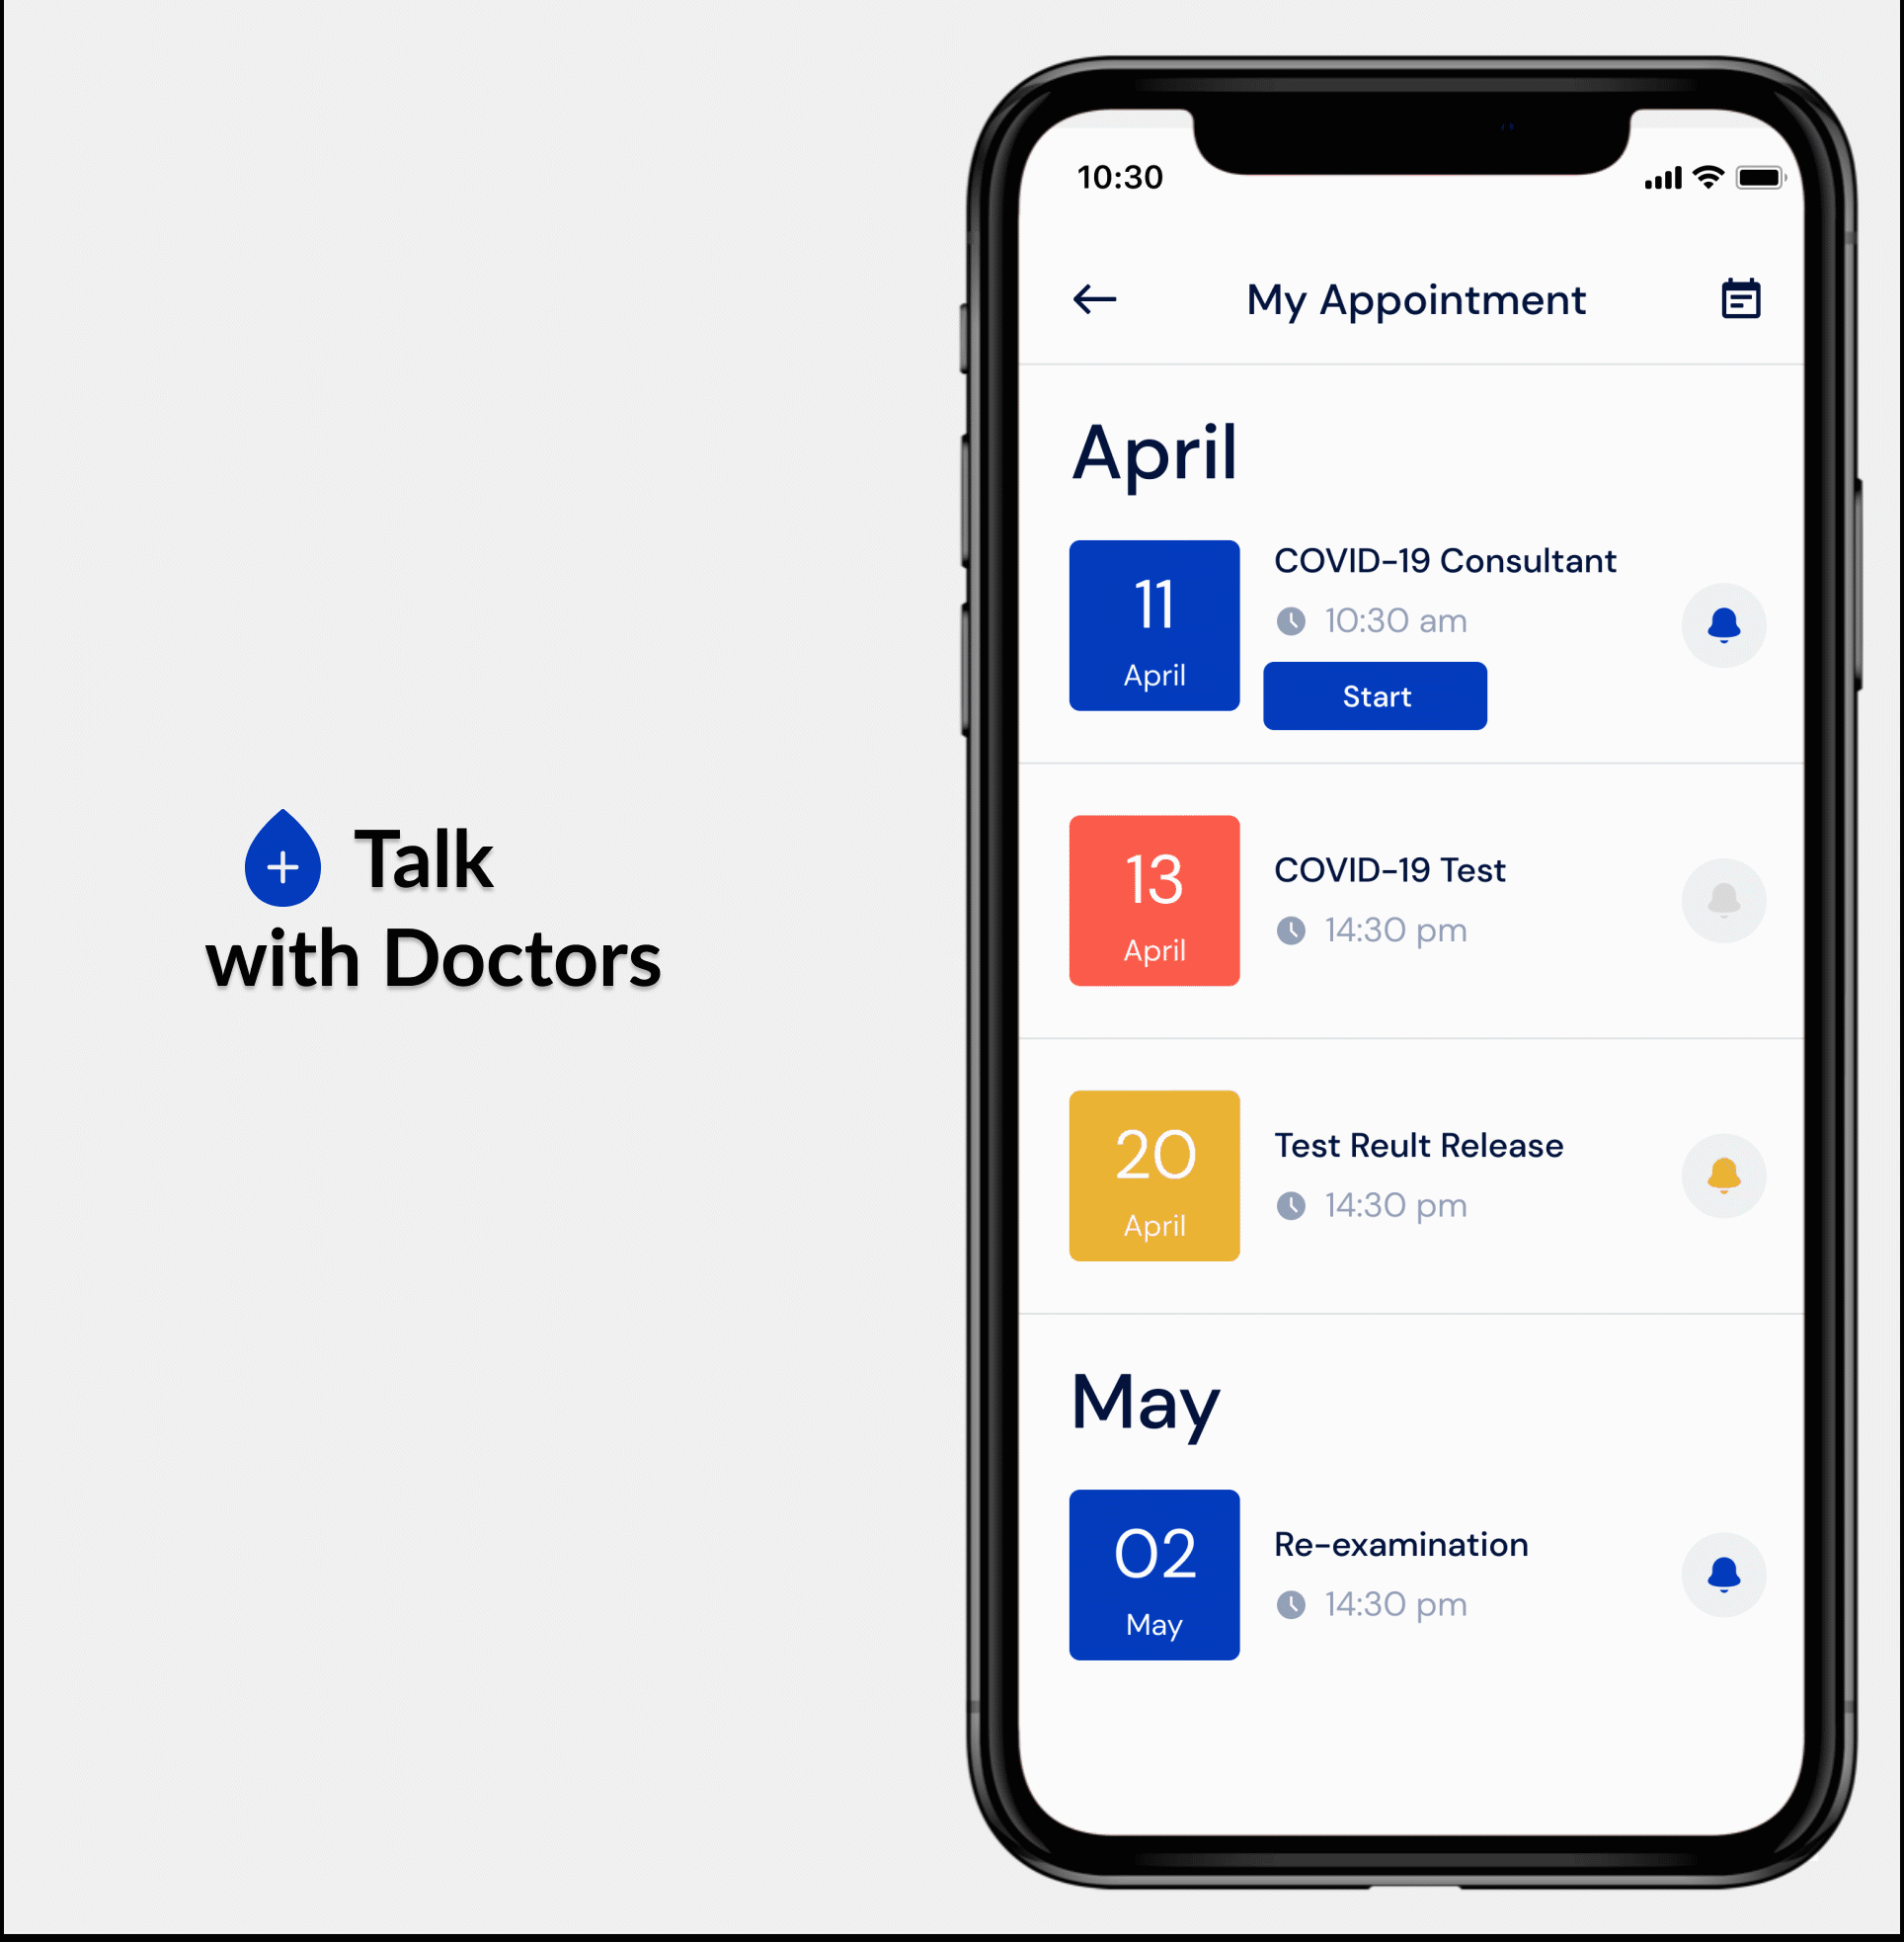 Talk
with Doctors
10:30
My Appointment
April
11
April
COVID-19 Consultant
10:30 am
Start
13
April
COVID-19 Test
14:30 pm
20
April
Test Reult Release
14:30 pm
May
02
May
Re-examination
14:30 pm